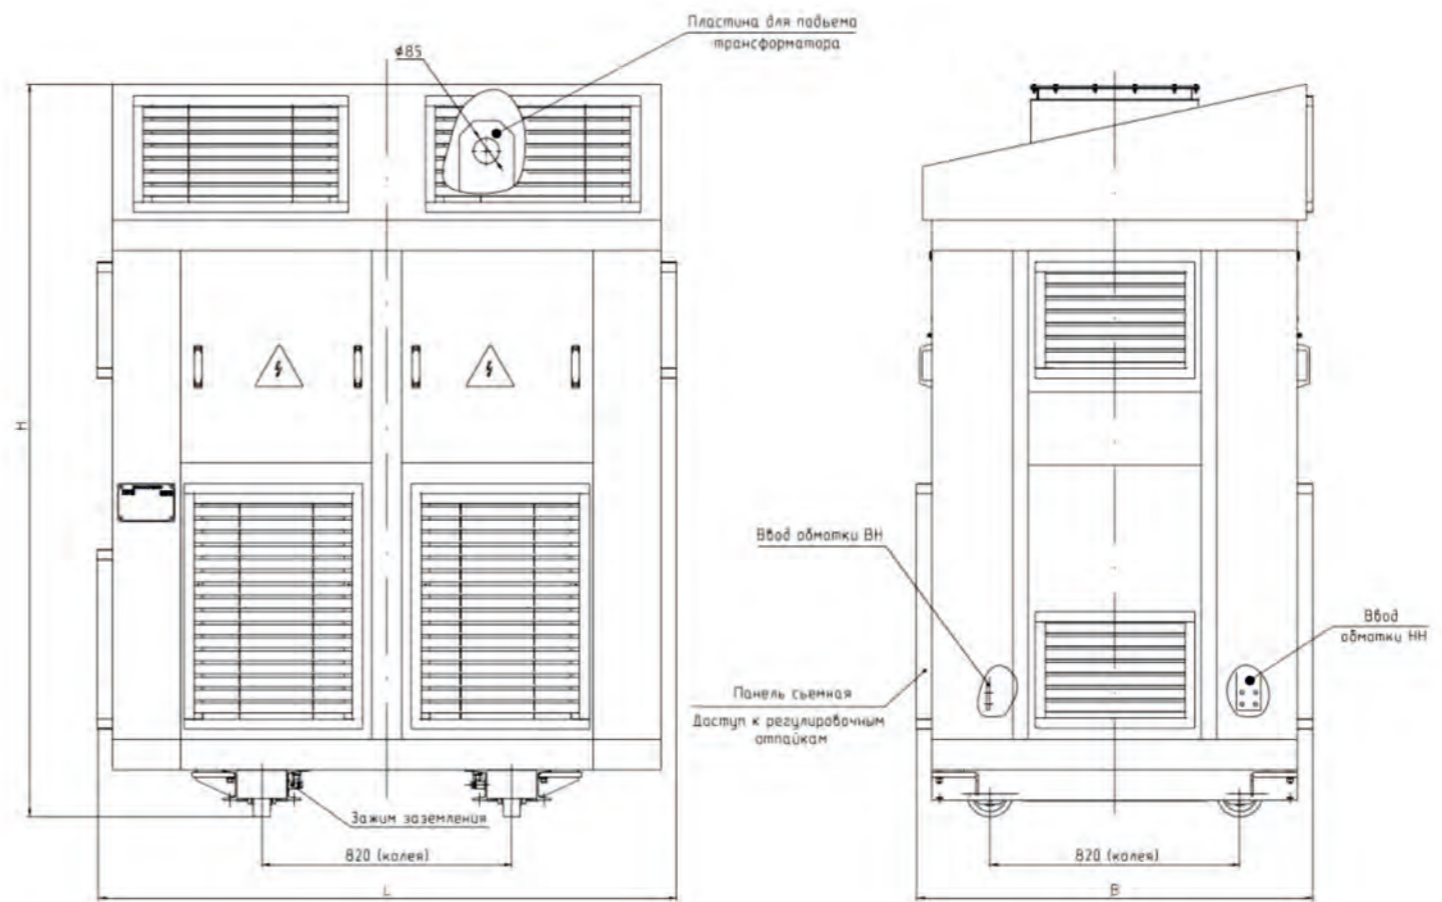 Пластина для подъема
трансформатора
⌀85
H
Ввод обмотки ВН
Ввод
обмотки НН
Панель съемная
Доступ к регулировочным
отпайкам
Зажим заземления
820 (колея)
820 (колея)
L
B